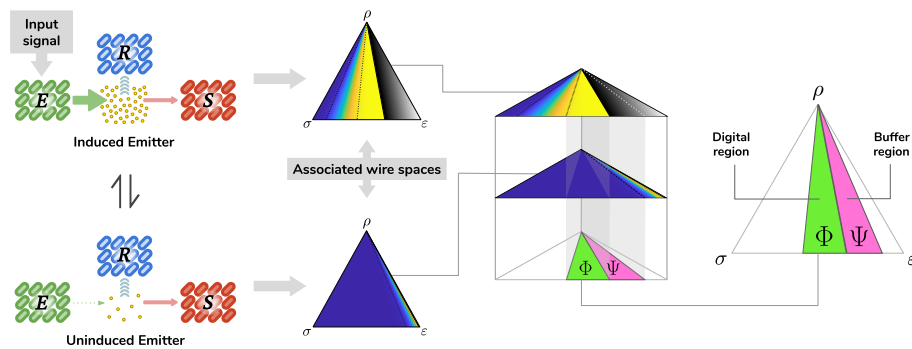 Input
signal
R
E
S
Induced Emitter
R
E
S
Uninduced Emitter
ρ
σ
ε
Associated wire spaces
ρ
σ
ε
Φ
Ψ
ρ
Digital
region
Buffer
region
Φ
Ψ
σ
ε